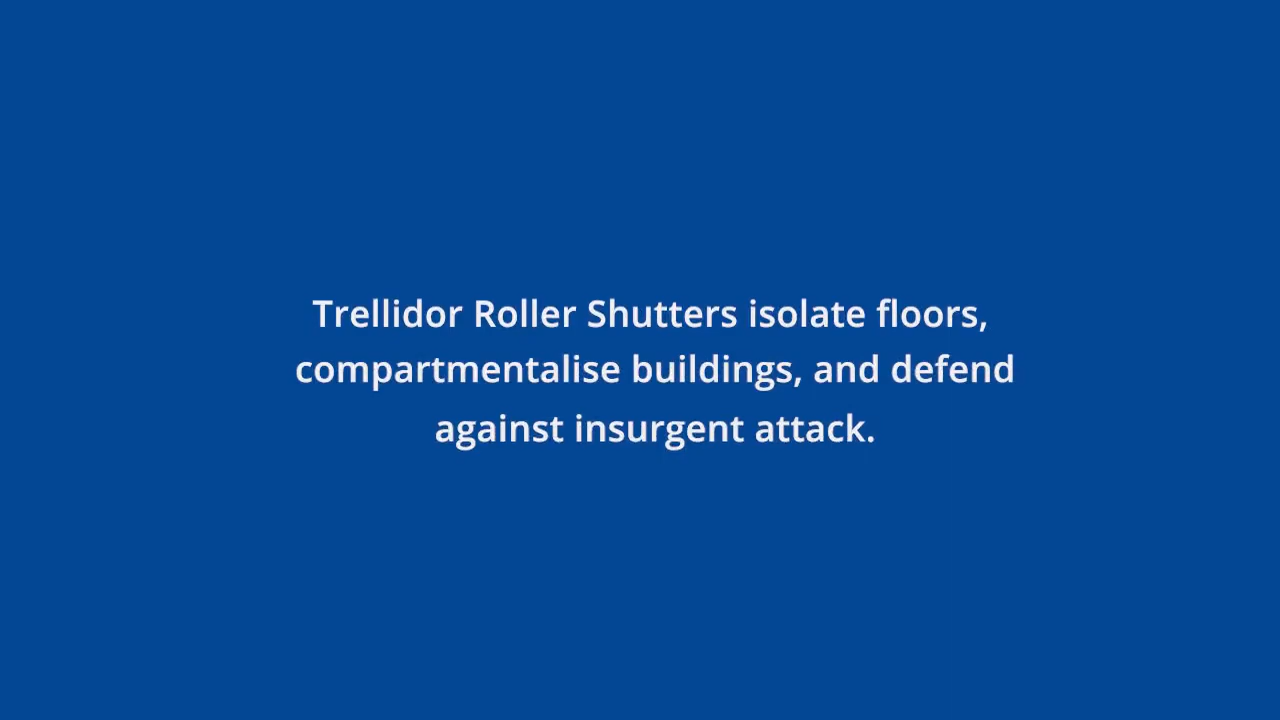 Trellidor Roller Shutters isolate floors,
compartmentalise buildings, and defend
against insurgent attack.